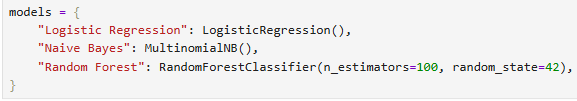 models = {
    "Logistic Regression": LogisticRegression(),
    "Naive Bayes": MultinomialNB(),
    "Random Forest": RandomForestClassifier(n_estimators=100, random_state=42),
}